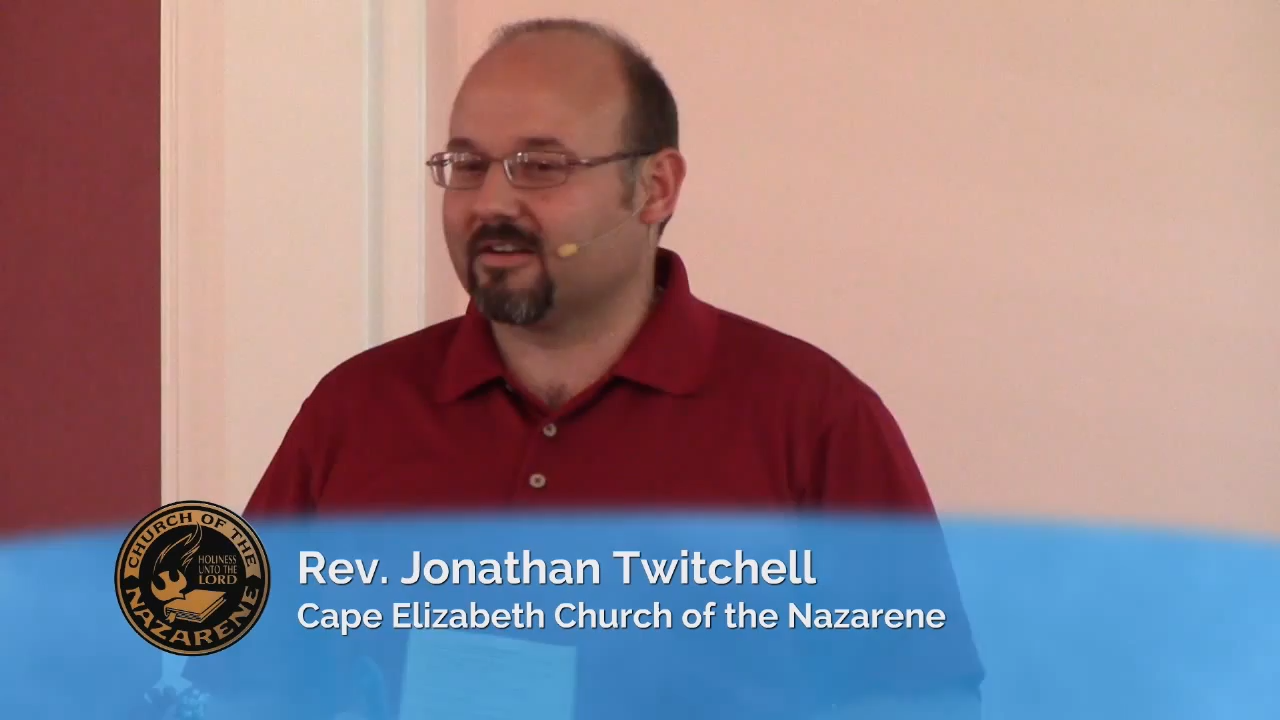 CHURCH OF THE
HOLINESS
UNTO THE
LORD
NAZARENE
Rev. Jonathan Twitchell
Cape Elizabeth Church of the Nazarene